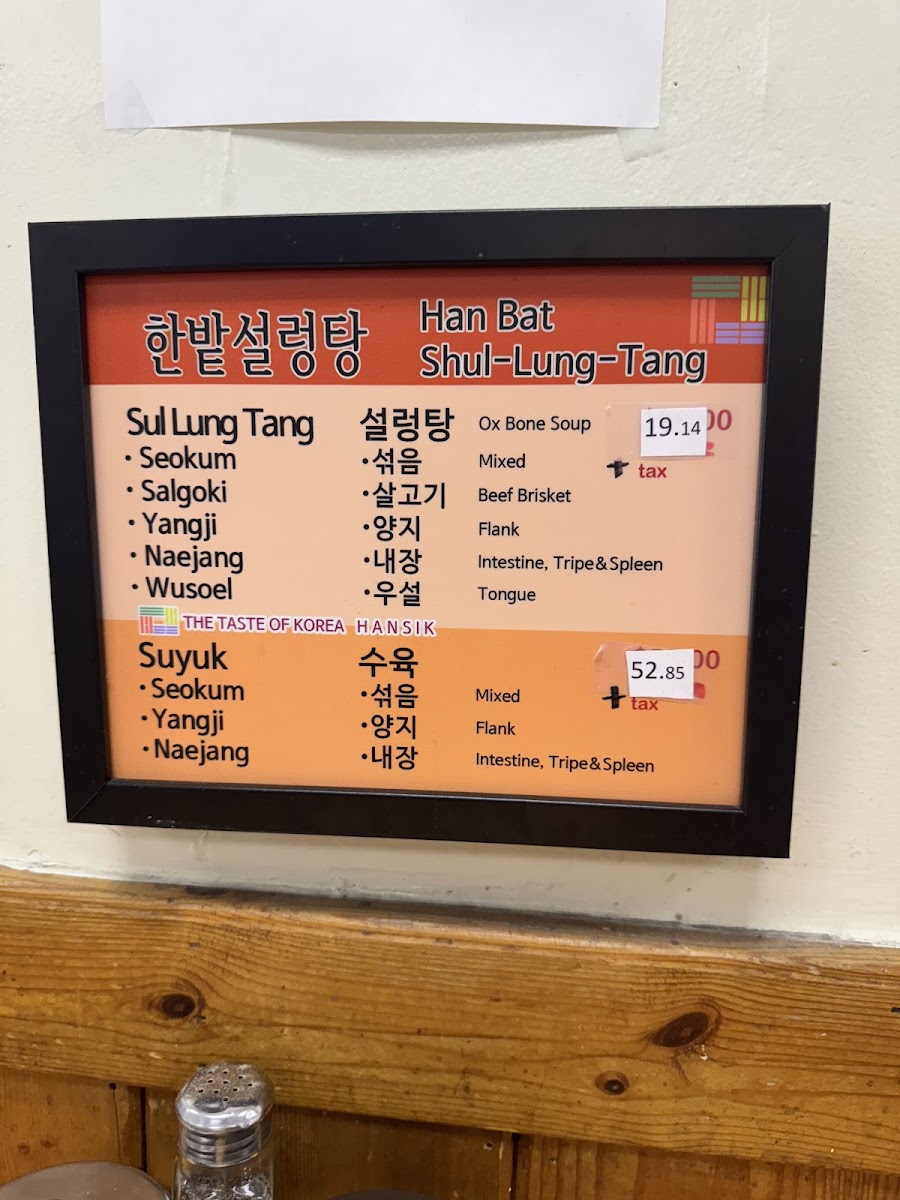 한밭설렁탕 Han Bat
Shul-Lung-Tang
Sul Lung Tang 설렁탕 Ox Bone Soup 19.14 00
+ tax
· Seokum ·섞음 Mixed
· Salgoki ·살고기 Beef Brisket
· Yangji ·양지 Flank
· Naejang ·내장 Intestine, Tripe&Spleen
· Wusoel ·우설 Tongue
THE TASTE OF KOREA HANSIK
Suyuk 수육 52.85 00
+ tax
· Seokum ·섞음 Mixed
· Yangji ·양지 Flank
· Naejang ·내장 Intestine, Tripe&Spleen